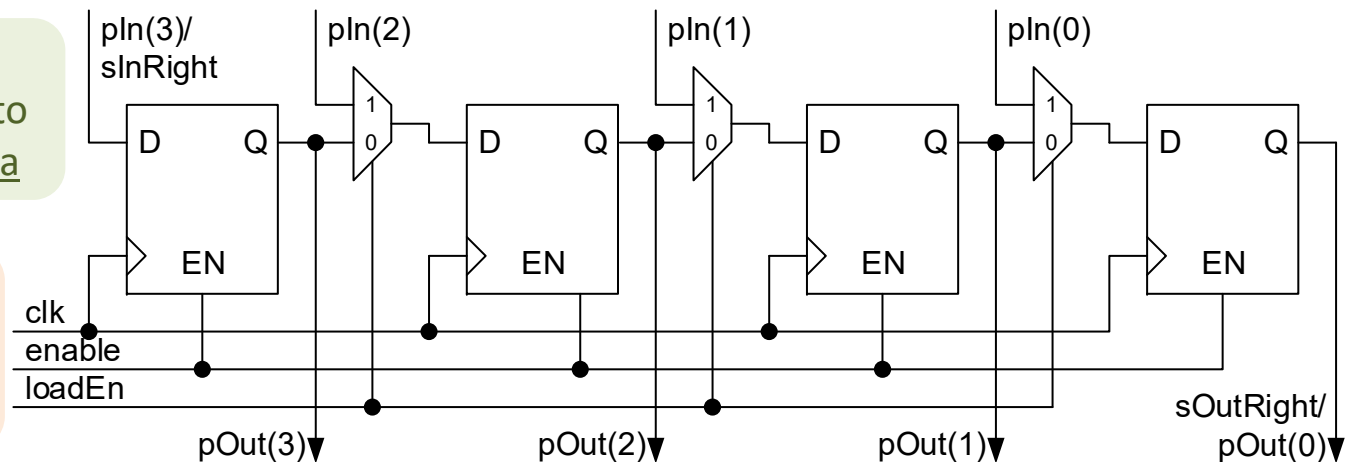 to
a
pIn(3)/
sInRight
pIn(2)
pIn(1)
pIn(0)
1
0
1
0
1
0
D
Q
EN
D
Q
EN
D
Q
EN
D
Q
EN
clk
enable
loadEn
sOutRight/
pOut(3)
pOut(2)
pOut(1)
pOut(0)